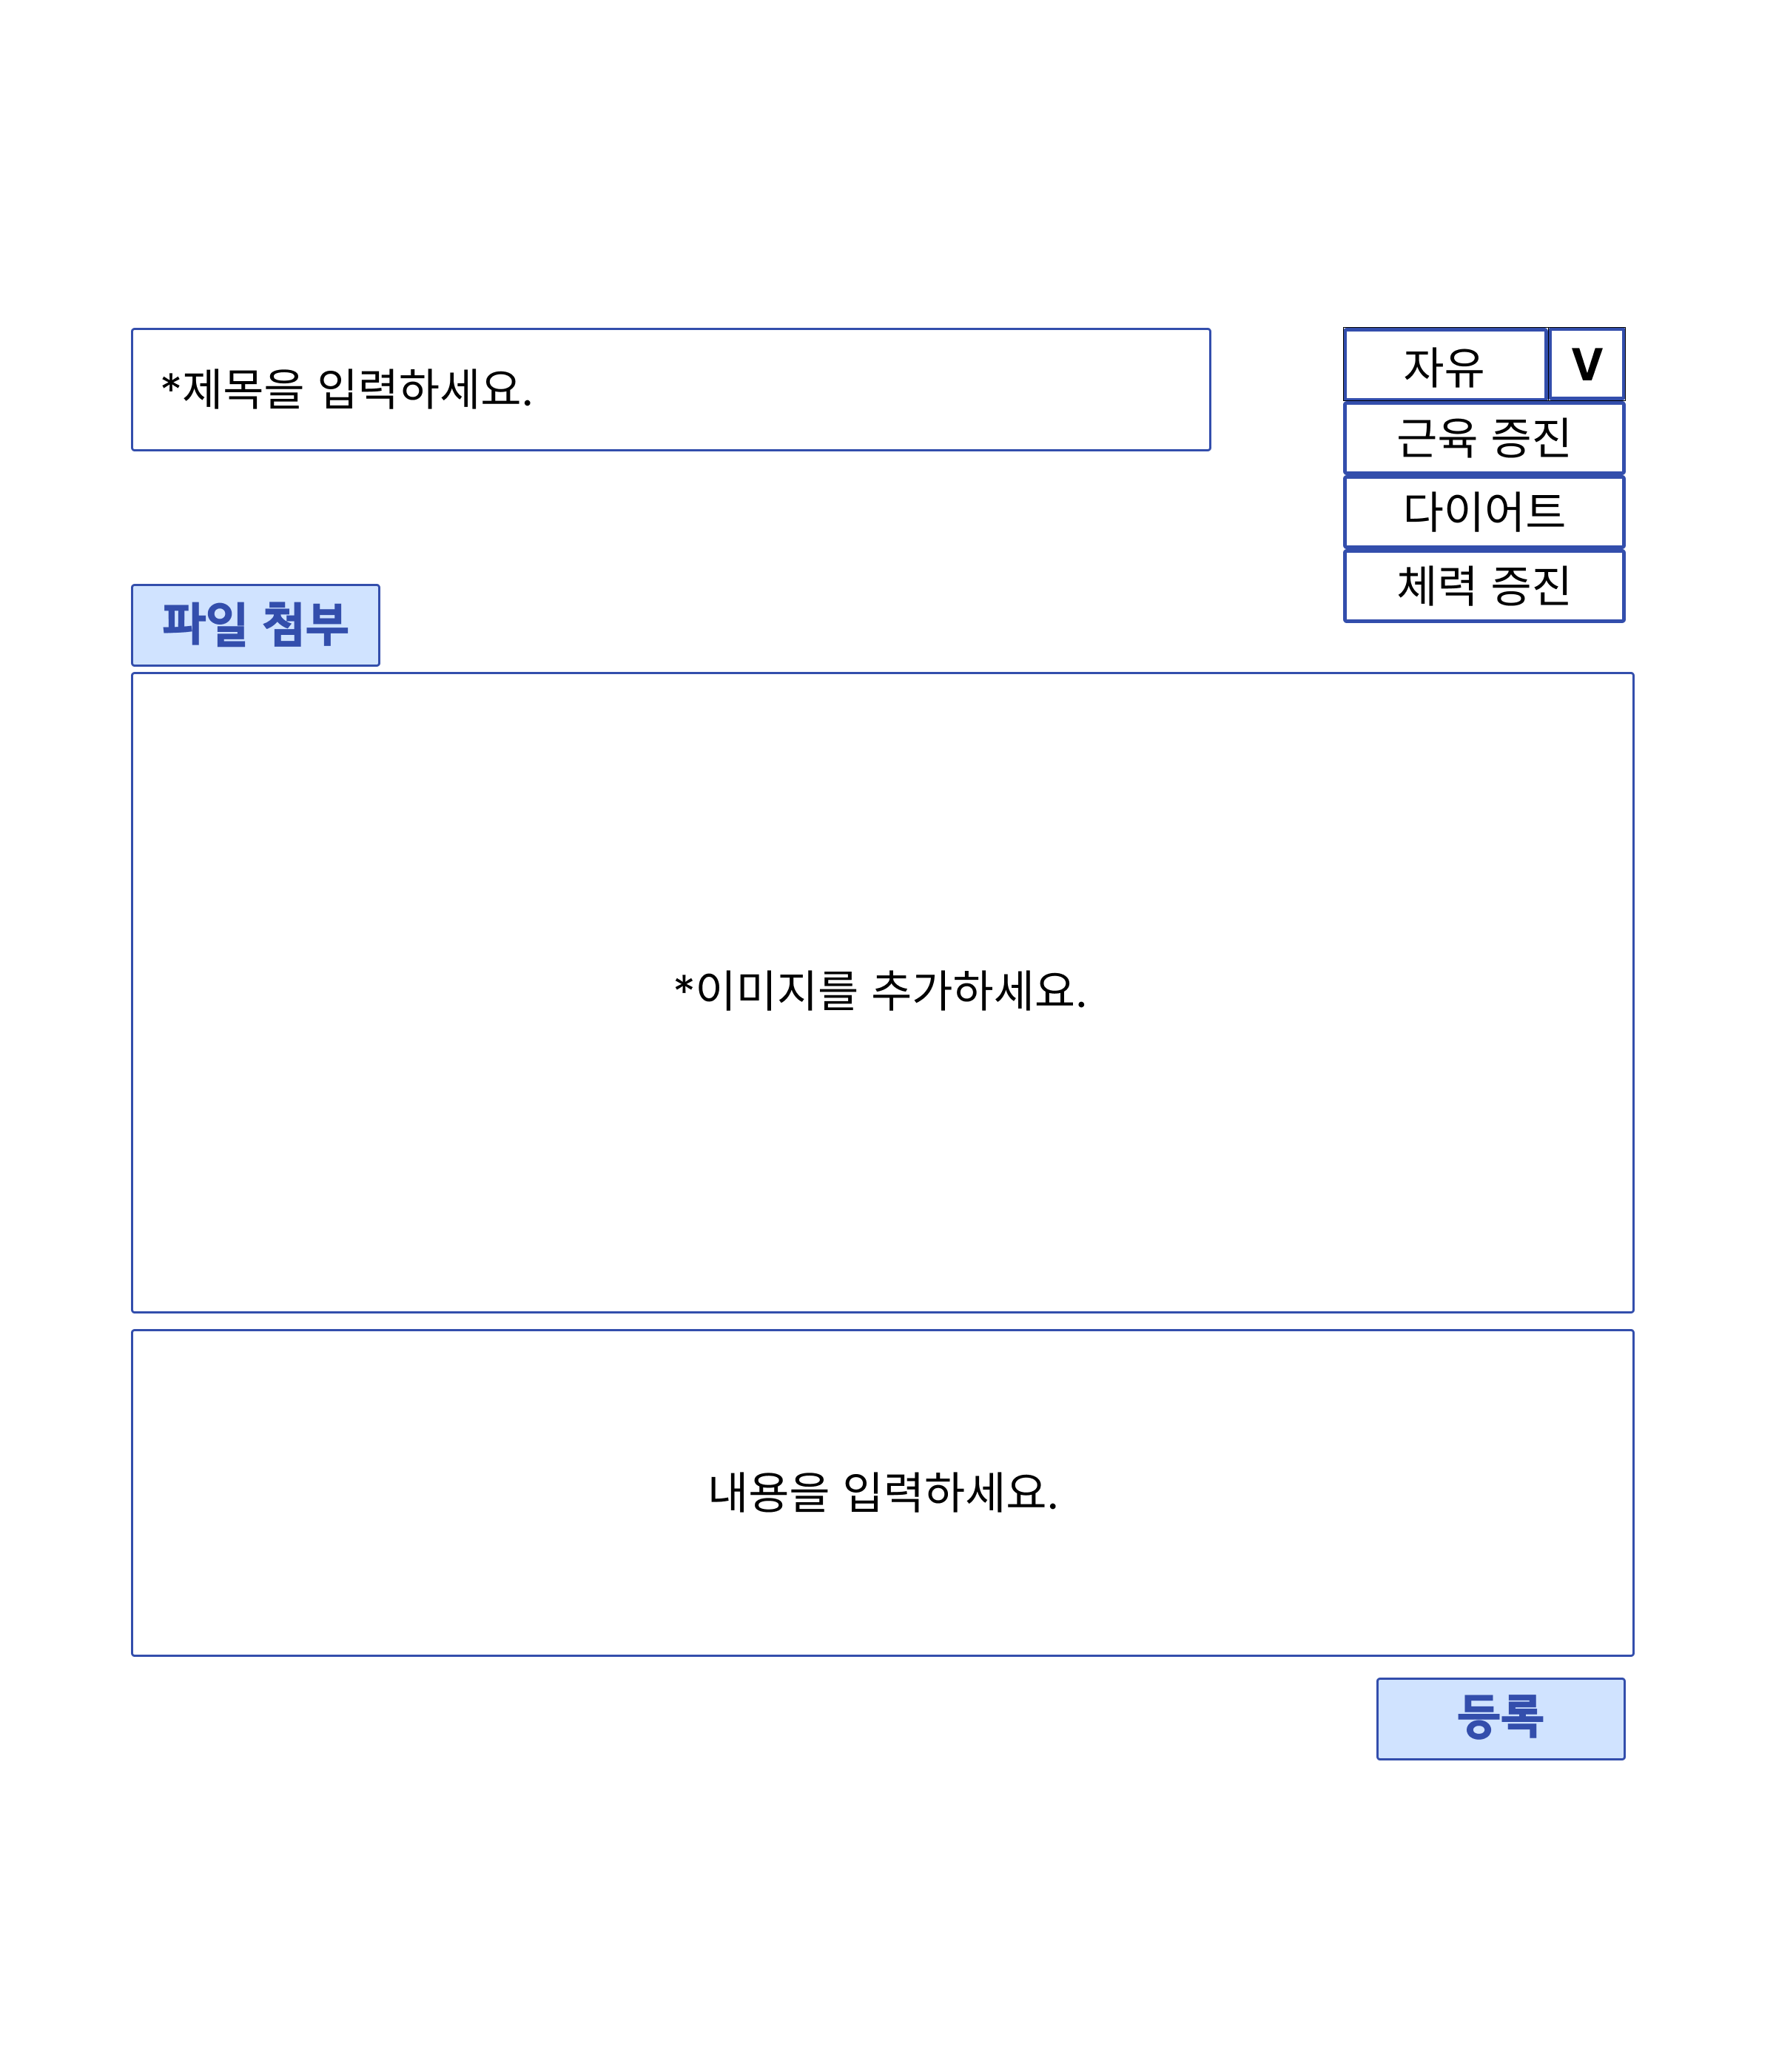 *제목을 입력하세요.
자유 V
근육 증진
다이어트
체력 증진
파일 첨부
*이미지를 추가하세요.
내용을 입력하세요.
등록